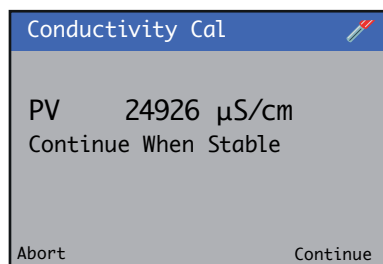 Conductivity Cal
PV 24926 µS/cm
Continue When Stable
Abort Continue